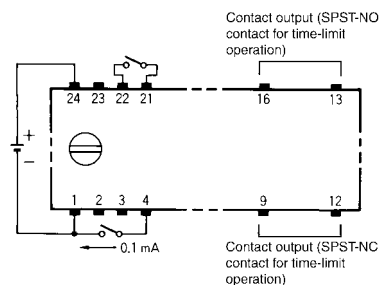 Contact output (SPST-NO
contact for time-limit
operation)
24 23 22 21 16 13
+
−
1 2 3 4 9 12
0.1 mA
Contact output (SPST-NC
contact for time-limit
operation)